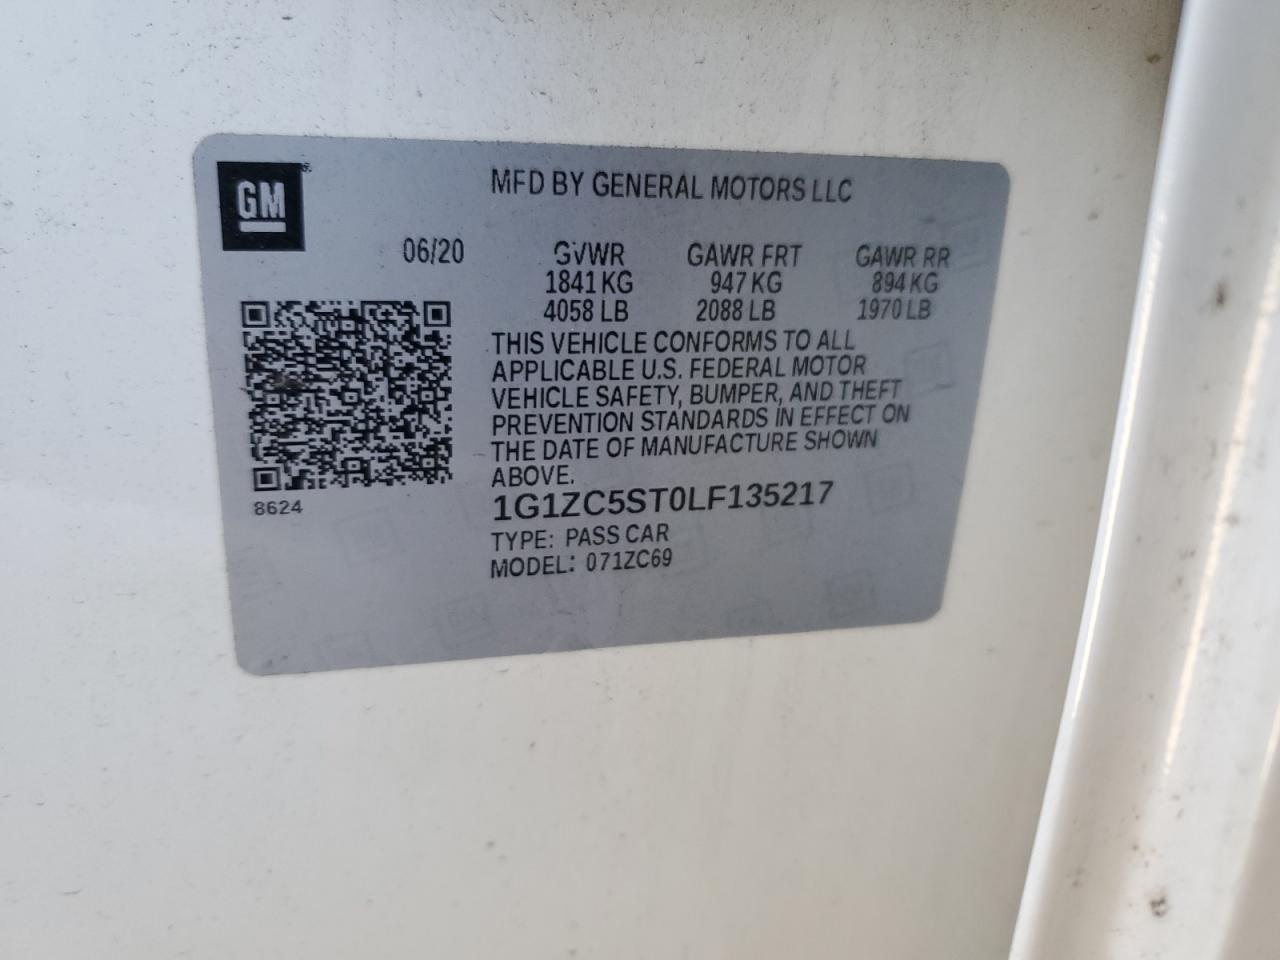 GM
MFD BY GENERAL MOTORS LLC
06/20 GVWR GAWR FRT GAWR RR
1841 KG 947 KG 894 KG
4058 LB 2088 LB 1970 LB
THIS VEHICLE CONFORMS TO ALL
APPLICABLE U.S. FEDERAL MOTOR
VEHICLE SAFETY, BUMPER, AND THEFT
PREVENTION STANDARDS IN EFFECT ON
THE DATE OF MANUFACTURE SHOWN
ABOVE.
8624
1G1ZC5ST0LF135217
TYPE: PASS CAR
MODEL: 071ZC69